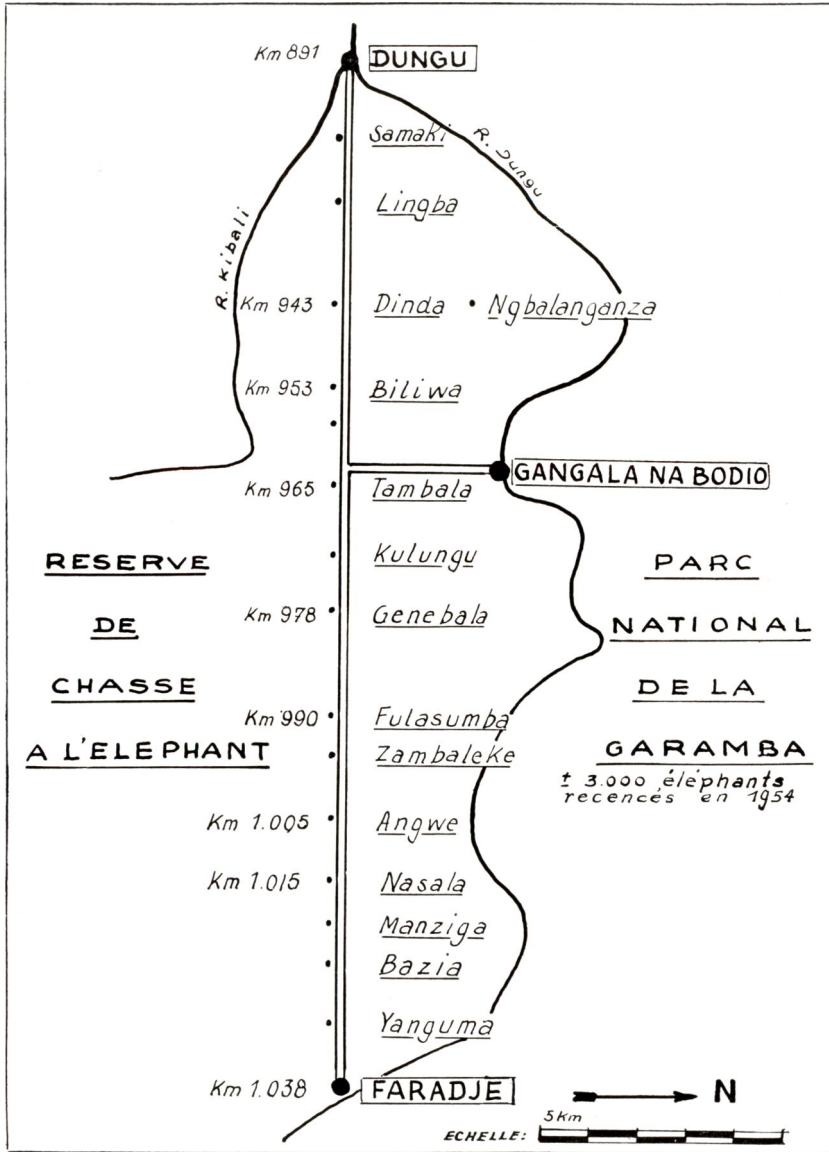 Km 891 DUNGU
Samaki
R. Dungu
Lingba
R. Kibali
Km 943 Dinda Ngbalanganza
Km 953 Biliwa
GANGALA NA BODIO
Km 965 Tambala
RESERVE
DE
CHASSE
A L'ELEPHANT
Kulungu
Km 978 Genebala
Km 990 Fulasumba
Zambaleke
PARC
NATIONAL
DE LA
GARAMBA
± 3.000 éléphants
recencés en 1954
Km 1.005 Angwe
Km 1.015 Nasala
Manziga
Bazia
Yanguma
Km 1.038 FARADJE
N
5 Km
ECHELLE: